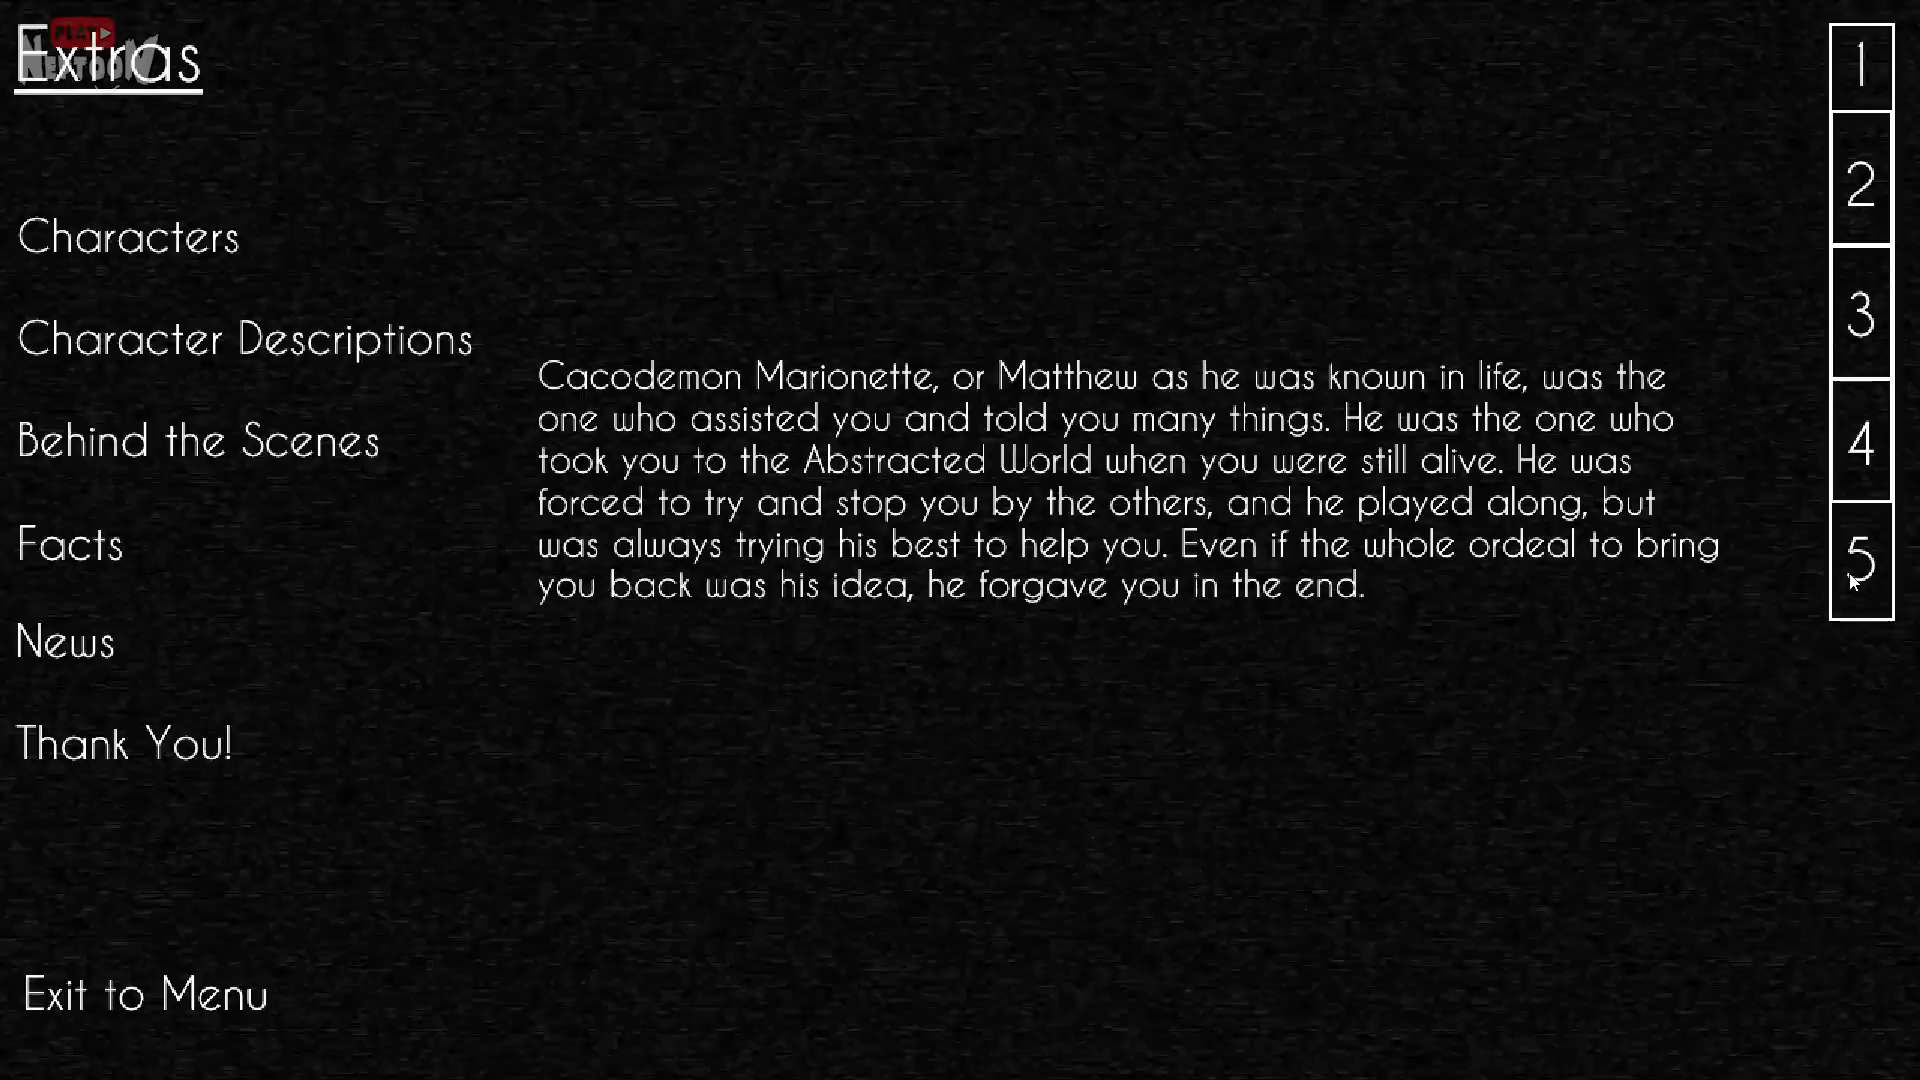 Extras
PLAY
Characters
Character Descriptions
Behind the Scenes
Facts
News
Thank You!
Exit to Menu
Cacodemon Marionette, or Matthew as he was known in life, was the
one who assisted you and told you many things. He was the one who
took you to the Abstracted World when you were still alive. He was
forced to try and stop you by the others, and he played along, but
was always trying his best to help you. Even if the whole ordeal to bring
you back was his idea, he forgave you in the end.
1
2
3
4
5